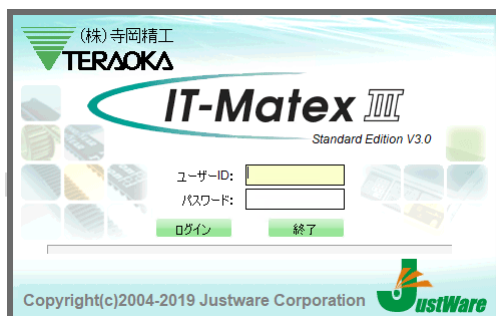 (株)寺岡精工
TERAOKA
IT-Matex III
Standard Edition V3.0
ユーザーID:
パスワード:
ログイン 終了
Copyright(c)2004-2019 Justware Corporation
JustWare